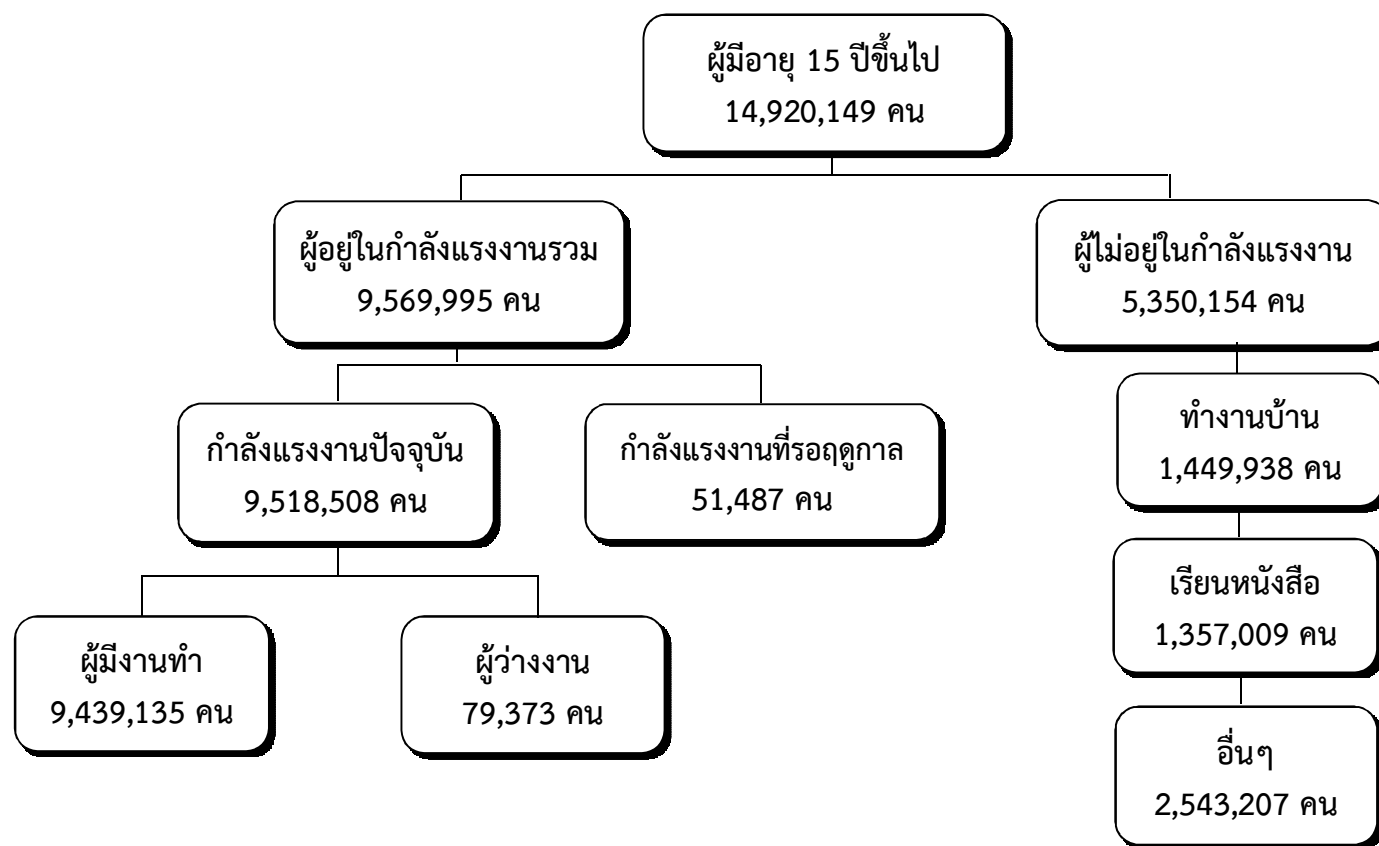 ผู้มีอายุ 15 ปีขึ้นไป
14,920,149 คน
ผู้อยู่ในกำลังแรงงานรวม
9,569,995 คน
ผู้ไม่อยู่ในกำลังแรงงาน
5,350,154 คน
กำลังแรงงานปัจจุบัน
9,518,508 คน
กำลังแรงงานที่รอฤดูกาล
51,487 คน
ทำงานบ้าน
1,449,938 คน
เรียนหนังสือ
1,357,009 คน
ผู้มีงานทำ
9,439,135 คน
ผู้ว่างงาน
79,373 คน
อื่นๆ
2,543,207 คน